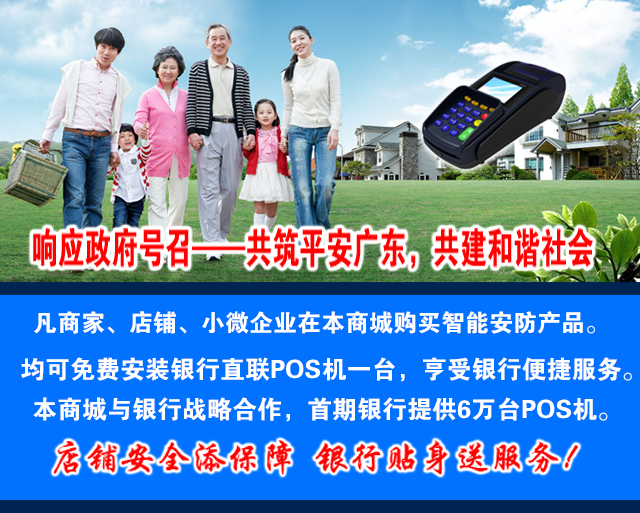 响应政府号召——共筑平安广东，共建和谐社会
凡商家、店铺、小微企业在本商城购买智能安防产品。
均可免费安装银行直联POS机一台，享受银行便捷服务。
本商城与银行战略合作，首期银行提供6万台POS机。
店铺安全添保障 银行贴身送服务！